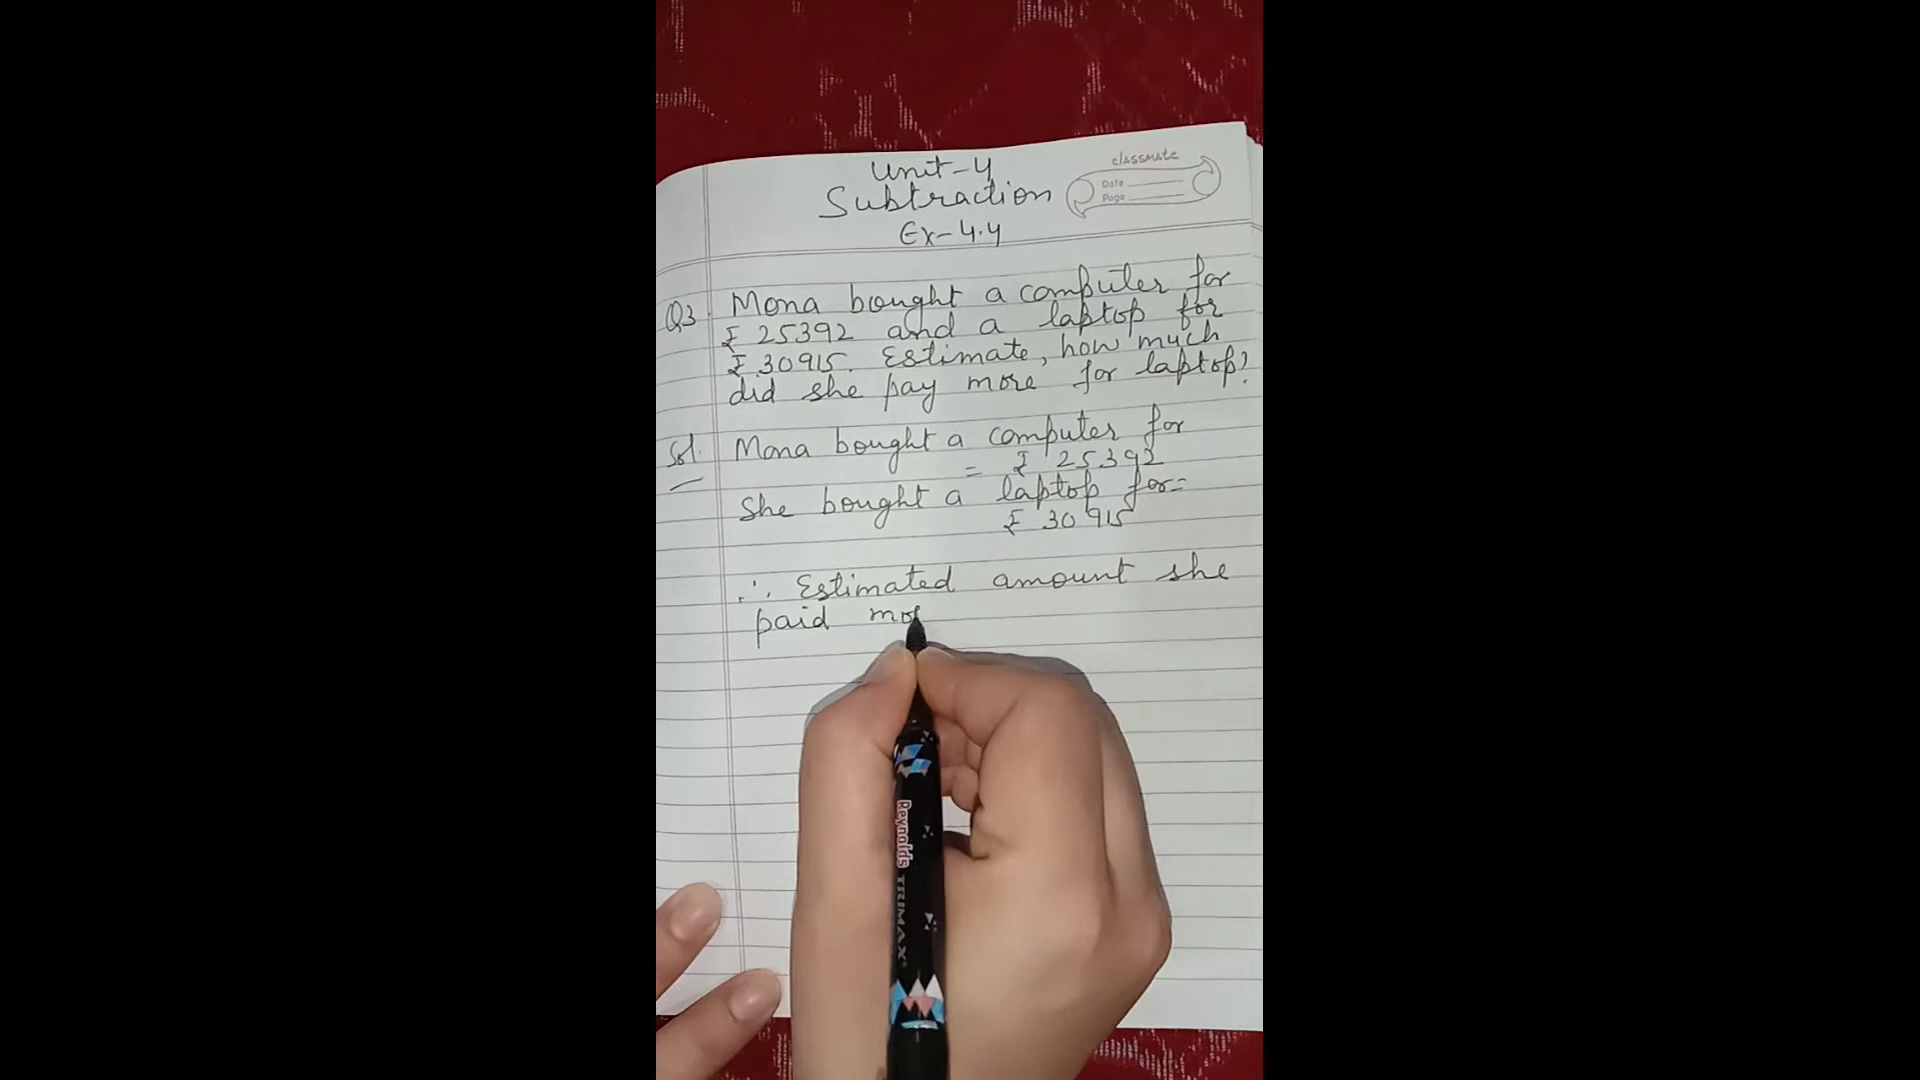 Unit-4
classmate
Subtraction
Date
Page
Ex-4.4
Q3. Mona bought a computer for
₹ 25392 and a laptop for
₹ 30915. Estimate, how much
did she pay more for laptop?
Sol. Mona bought a computer for
= ₹ 25392
She bought a laptop for=
₹ 30915
∴ Estimated amount she
paid mor
Reynolds TRIMAX